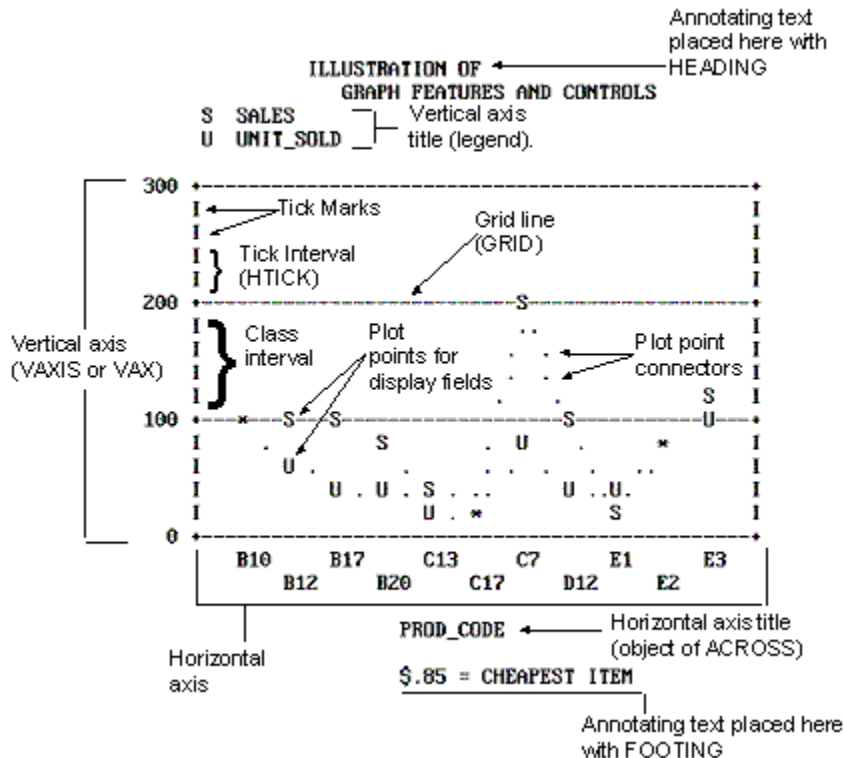 Annotating text
placed here with
HEADING
ILLUSTRATION OF
GRAPH FEATURES AND CONTROLS
S SALES
U UNIT_SOLD
Vertical axis
title (legend).
300
Tick Marks
Grid line
(GRID)
Tick Interval
(HTICK)
200
S
Vertical axis
(VAXIS or VAX)
Class
interval
Plot
points for
display fields
Plot point
connectors
S
100 * S S S U
S U *
U
U U S U U
U * S
0
B10 B17 C13 C7 E1 E3
B12 B20 C17 D12 E2
PROD_CODE
Horizontal axis title
(object of ACROSS)
Horizontal
axis
$.85 = CHEAPEST ITEM
Annotating text placed here
with FOOTING